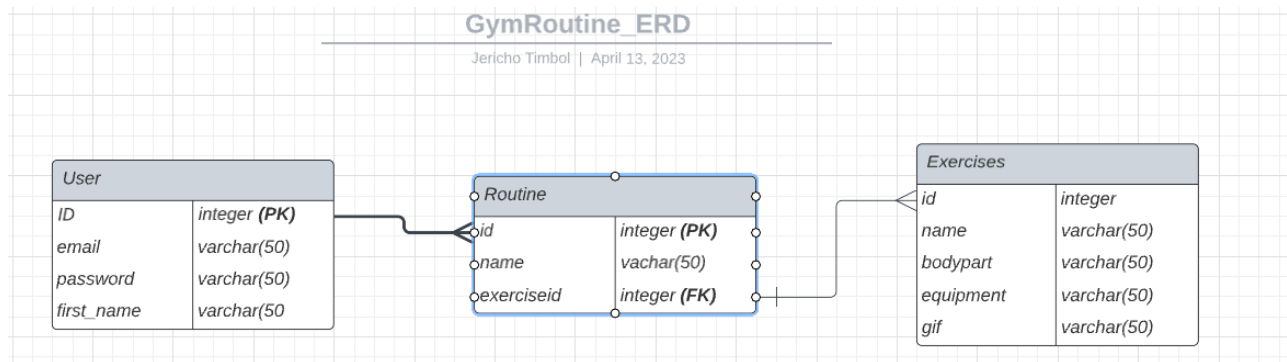 GymRoutine_ERD
Jericho Timbol | April 13, 2023
User
ID integer (PK)
email varchar(50)
password varchar(50)
first_name varchar(50
Routine
id integer (PK)
name vachar(50)
exerciseid integer (FK)
Exercises
id integer
name varchar(50)
bodypart varchar(50)
equipment varchar(50)
gif varchar(50)